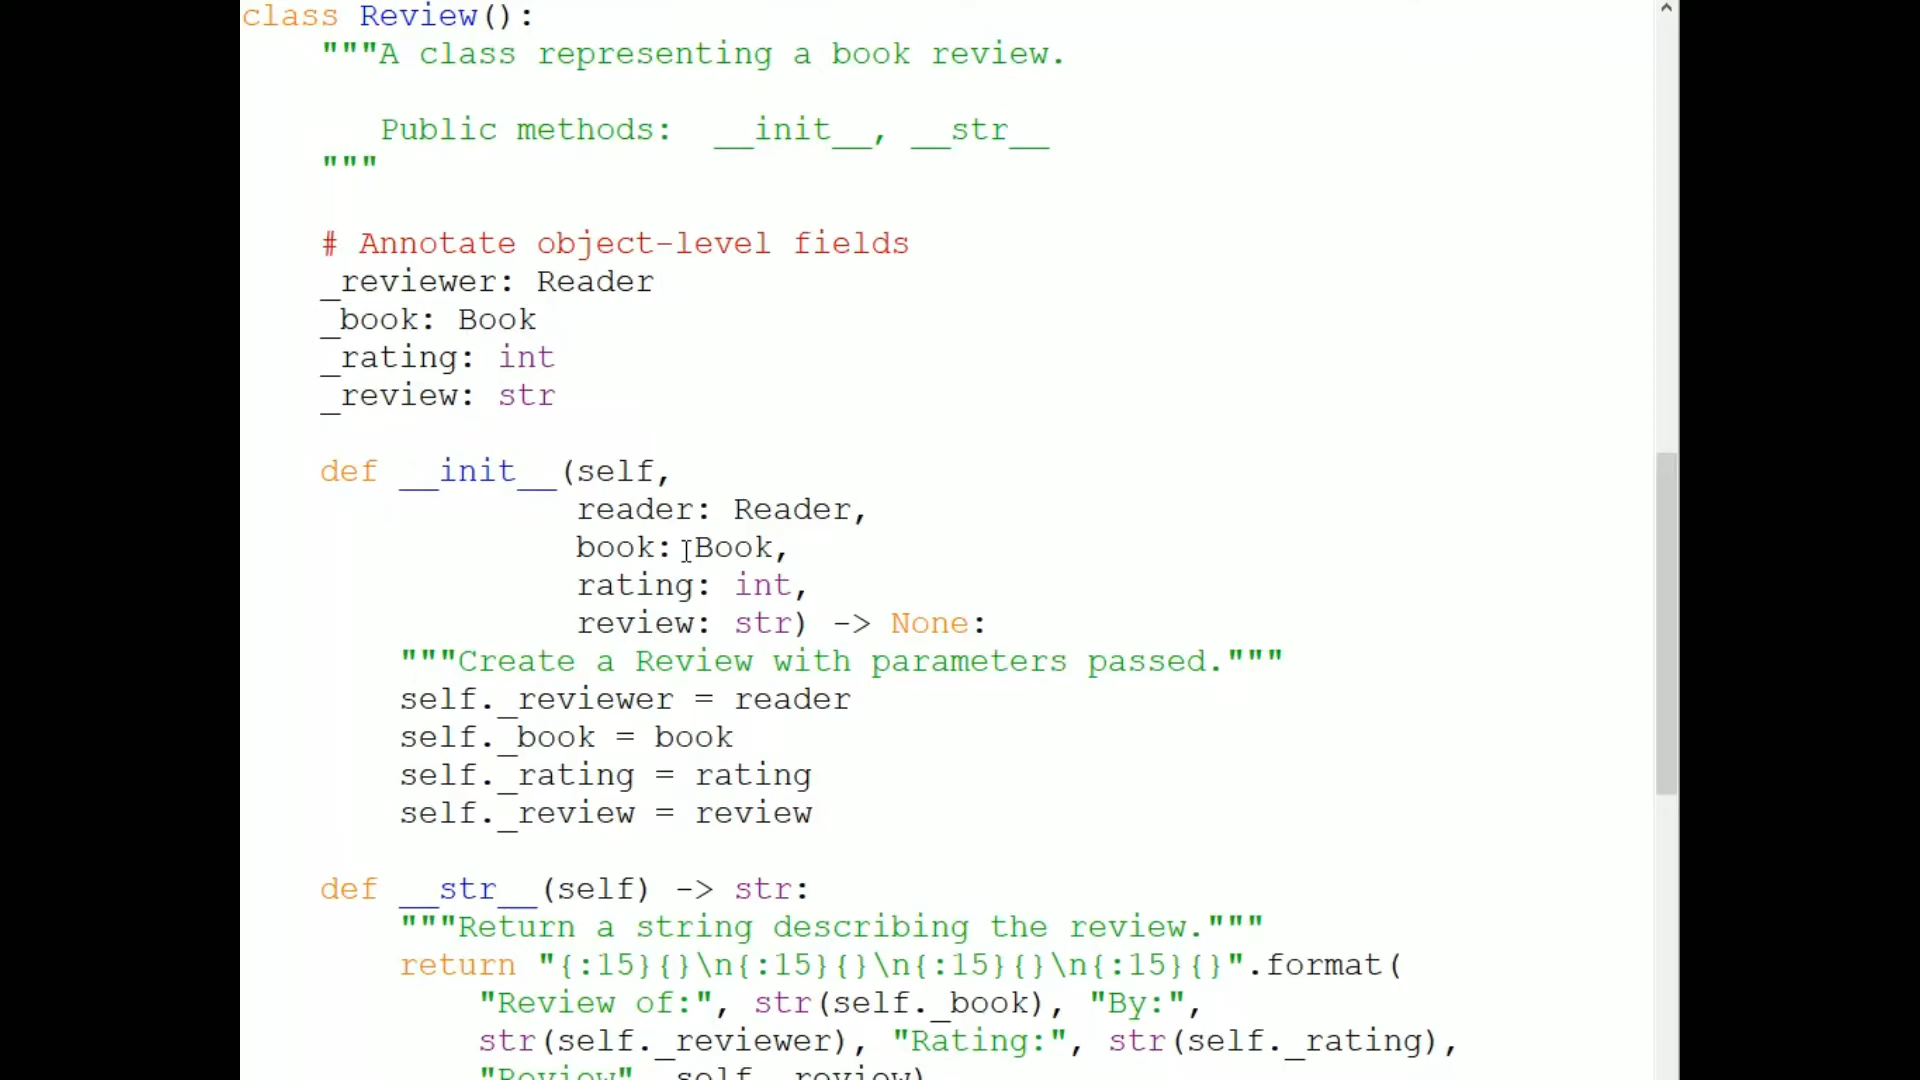 class Review():
    """A class representing a book review.
       Public methods:  __init__, __str__
    """
    # Annotate object-level fields
    _reviewer: Reader
    _book: Book
    _rating: int
    _review: str
    def __init__(self,
                 reader: Reader,
                 book: Book,
                 rating: int,
                 review: str) -> None:
        """Create a Review with parameters passed."""
        self._reviewer = reader
        self._book = book
        self._rating = rating
        self._review = review
    def __str__(self) -> str:
        """Return a string describing the review."""
        return "{:15}{}\n{:15}{}\n{:15}{}\n{:15}{}".format(
            "Review of:", str(self._book), "By:",
            str(self._reviewer), "Rating:", str(self._rating),
            "Review", self._review)